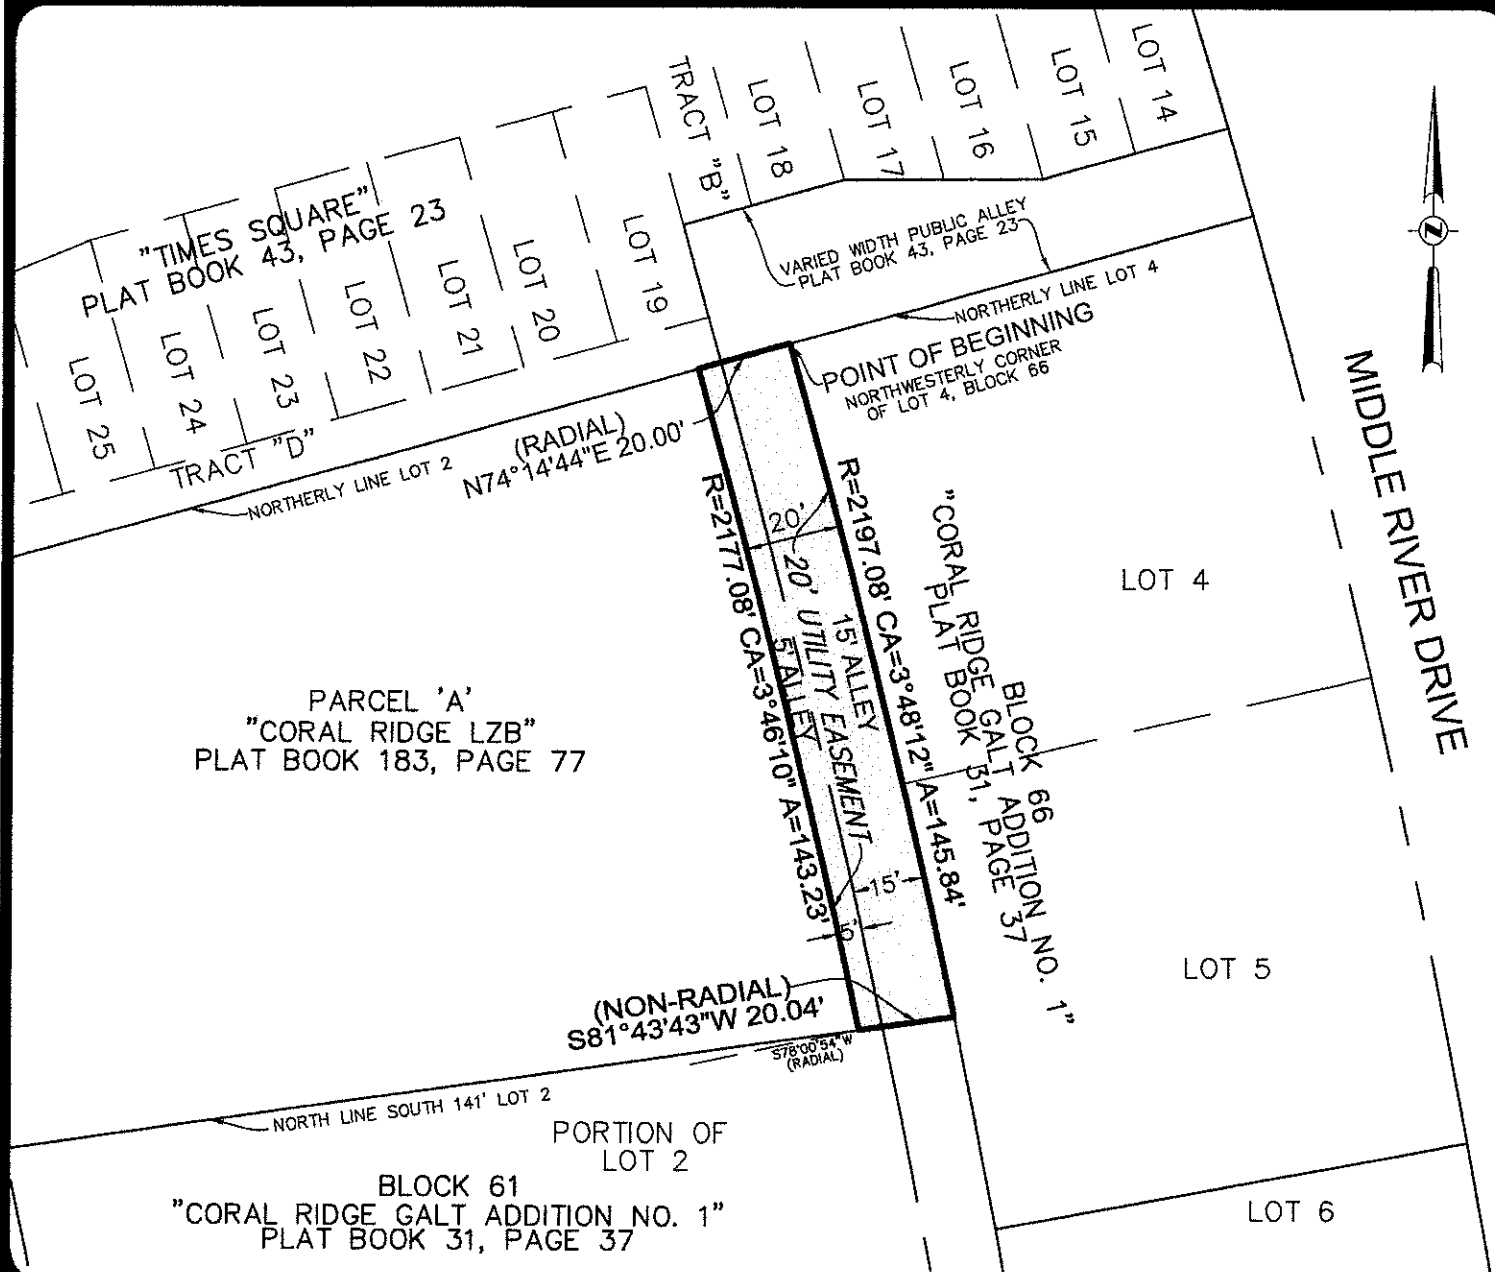 LOT 14
LOT 15
LOT 16
LOT 17
LOT 18
TRACT "B"
LOT 19
LOT 20
LOT 21
LOT 22
LOT 23
LOT 24
LOT 25
"TIMES SQUARE"
PLAT BOOK 43, PAGE 23
TRACT "D"
VARIED WIDTH PUBLIC ALLEY
PLAT BOOK 43, PAGE 23
NORTHERLY LINE LOT 4
POINT OF BEGINNING
NORTHWESTERLY CORNER
OF LOT 4, BLOCK 66
N
NORTHERLY LINE LOT 2
(RADIAL)
N74°14'44"E 20.00'
R=2177.08' CA=3°46'10" A=143.23'
R=2197.08' CA=3°48'12" A=145.84'
20'
20' UTILITY EASEMENT
15' ALLEY
5' ALLEY
15'
"CORAL RIDGE GALT ADDITION NO. 1"
PLAT BOOK 31, PAGE 37
BLOCK 66
LOT 4
MIDDLE RIVER DRIVE
PARCEL 'A'
"CORAL RIDGE LZB"
PLAT BOOK 183, PAGE 77
LOT 5
(NON-RADIAL)
S81°43'43"W 20.04'
S78°00'54"W
(RADIAL)
NORTH LINE SOUTH 141' LOT 2
PORTION OF
LOT 2
BLOCK 61
"CORAL RIDGE GALT ADDITION NO. 1"
PLAT BOOK 31, PAGE 37
LOT 6